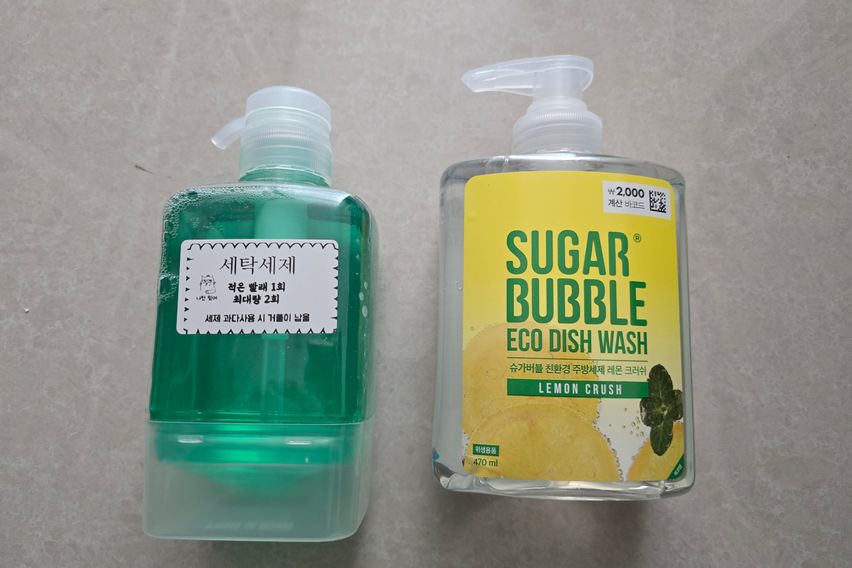 세탁세제
적은 빨래 1회
최대량 2회
세제 과다사용 시 거품이 남음
₩2,000
계산 바코드
SUGAR®
BUBBLE
ECO DISH WASH
슈가버블 친환경 주방세제 레몬 크러쉬
LEMON CRUSH
위생용품
470 ml